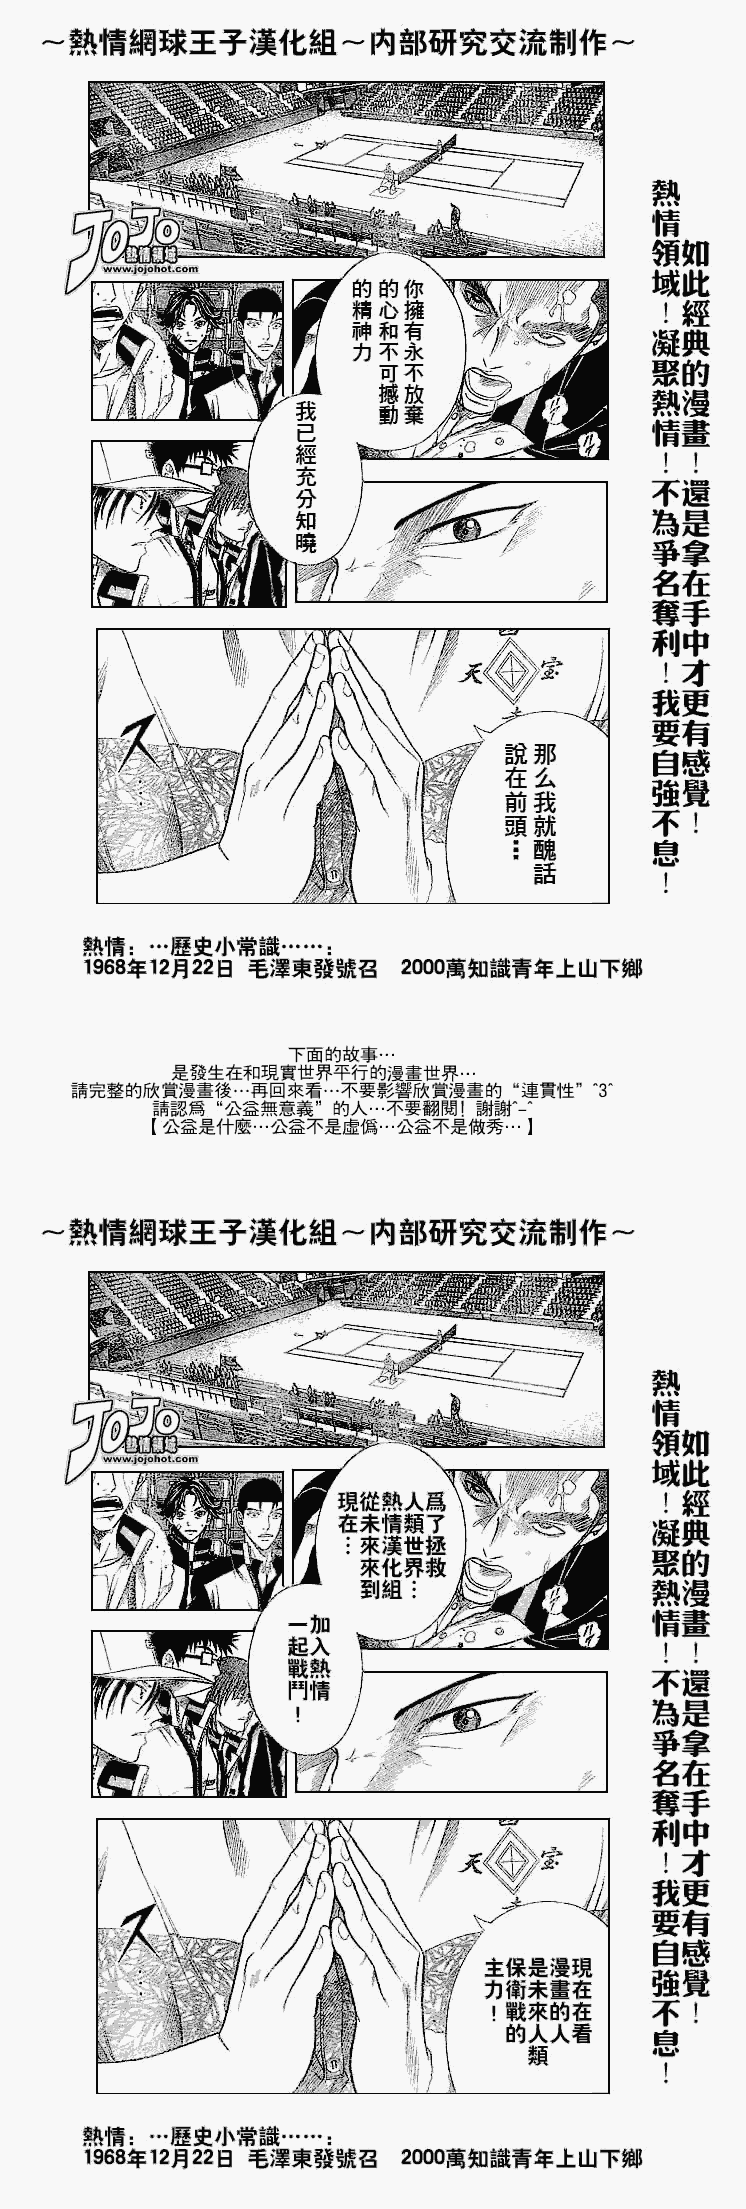 ～熱情網球王子漢化組～内部研究交流制作～
JOJO
熱情領域
www.jojohot.com
如此經典的漫畫！還是拿在手中才更有感覺！
熱情領域！凝聚熱情！不為爭名奪利！我要自強不息！
你擁有永不放棄
的心和不可撼動
的精神力
我已經充分知曉
天 宝
ス…
那么我就醜話
說在前頭…
熱情：…歷史小常識……：
1968年12月22日 毛澤東發號召 2000萬知識青年上山下鄉
下面的故事…
是發生在和現實世界平行的漫畫世界…
請完整的欣賞漫畫後…再回來看…不要影響欣賞漫畫的“連貫性”^3^
請認爲“公益無意義”的人…不要翻閱！謝謝^-^
【公益是什麼…公益不是虛僞…公益不是做秀…】
～熱情網球王子漢化組～内部研究交流制作～
JOJO
熱情領域
www.jojohot.com
如此經典的漫畫！還是拿在手中才更有感覺！
熱情領域！凝聚熱情！不為爭名奪利！我要自強不息！
爲了拯救
人類世界…
熱情漢化組
從未來來到
現在…
加入熱情
一起戰鬥！
天 宝
ス…
現在在看
漫畫的人
是未來人類
保衛戰的
主力！
熱情：…歷史小常識……：
1968年12月22日 毛澤東發號召 2000萬知識青年上山下鄉